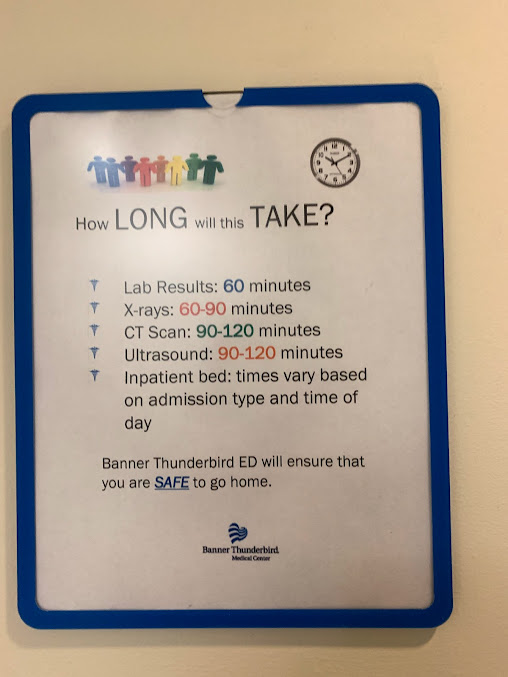 How LONG will this TAKE?
Lab Results: 60 minutes
X-rays: 60-90 minutes
CT Scan: 90-120 minutes
Ultrasound: 90-120 minutes
Inpatient bed: times vary based
on admission type and time of
day
Banner Thunderbird ED will ensure that
you are SAFE to go home.
Banner Thunderbird
Medical Center